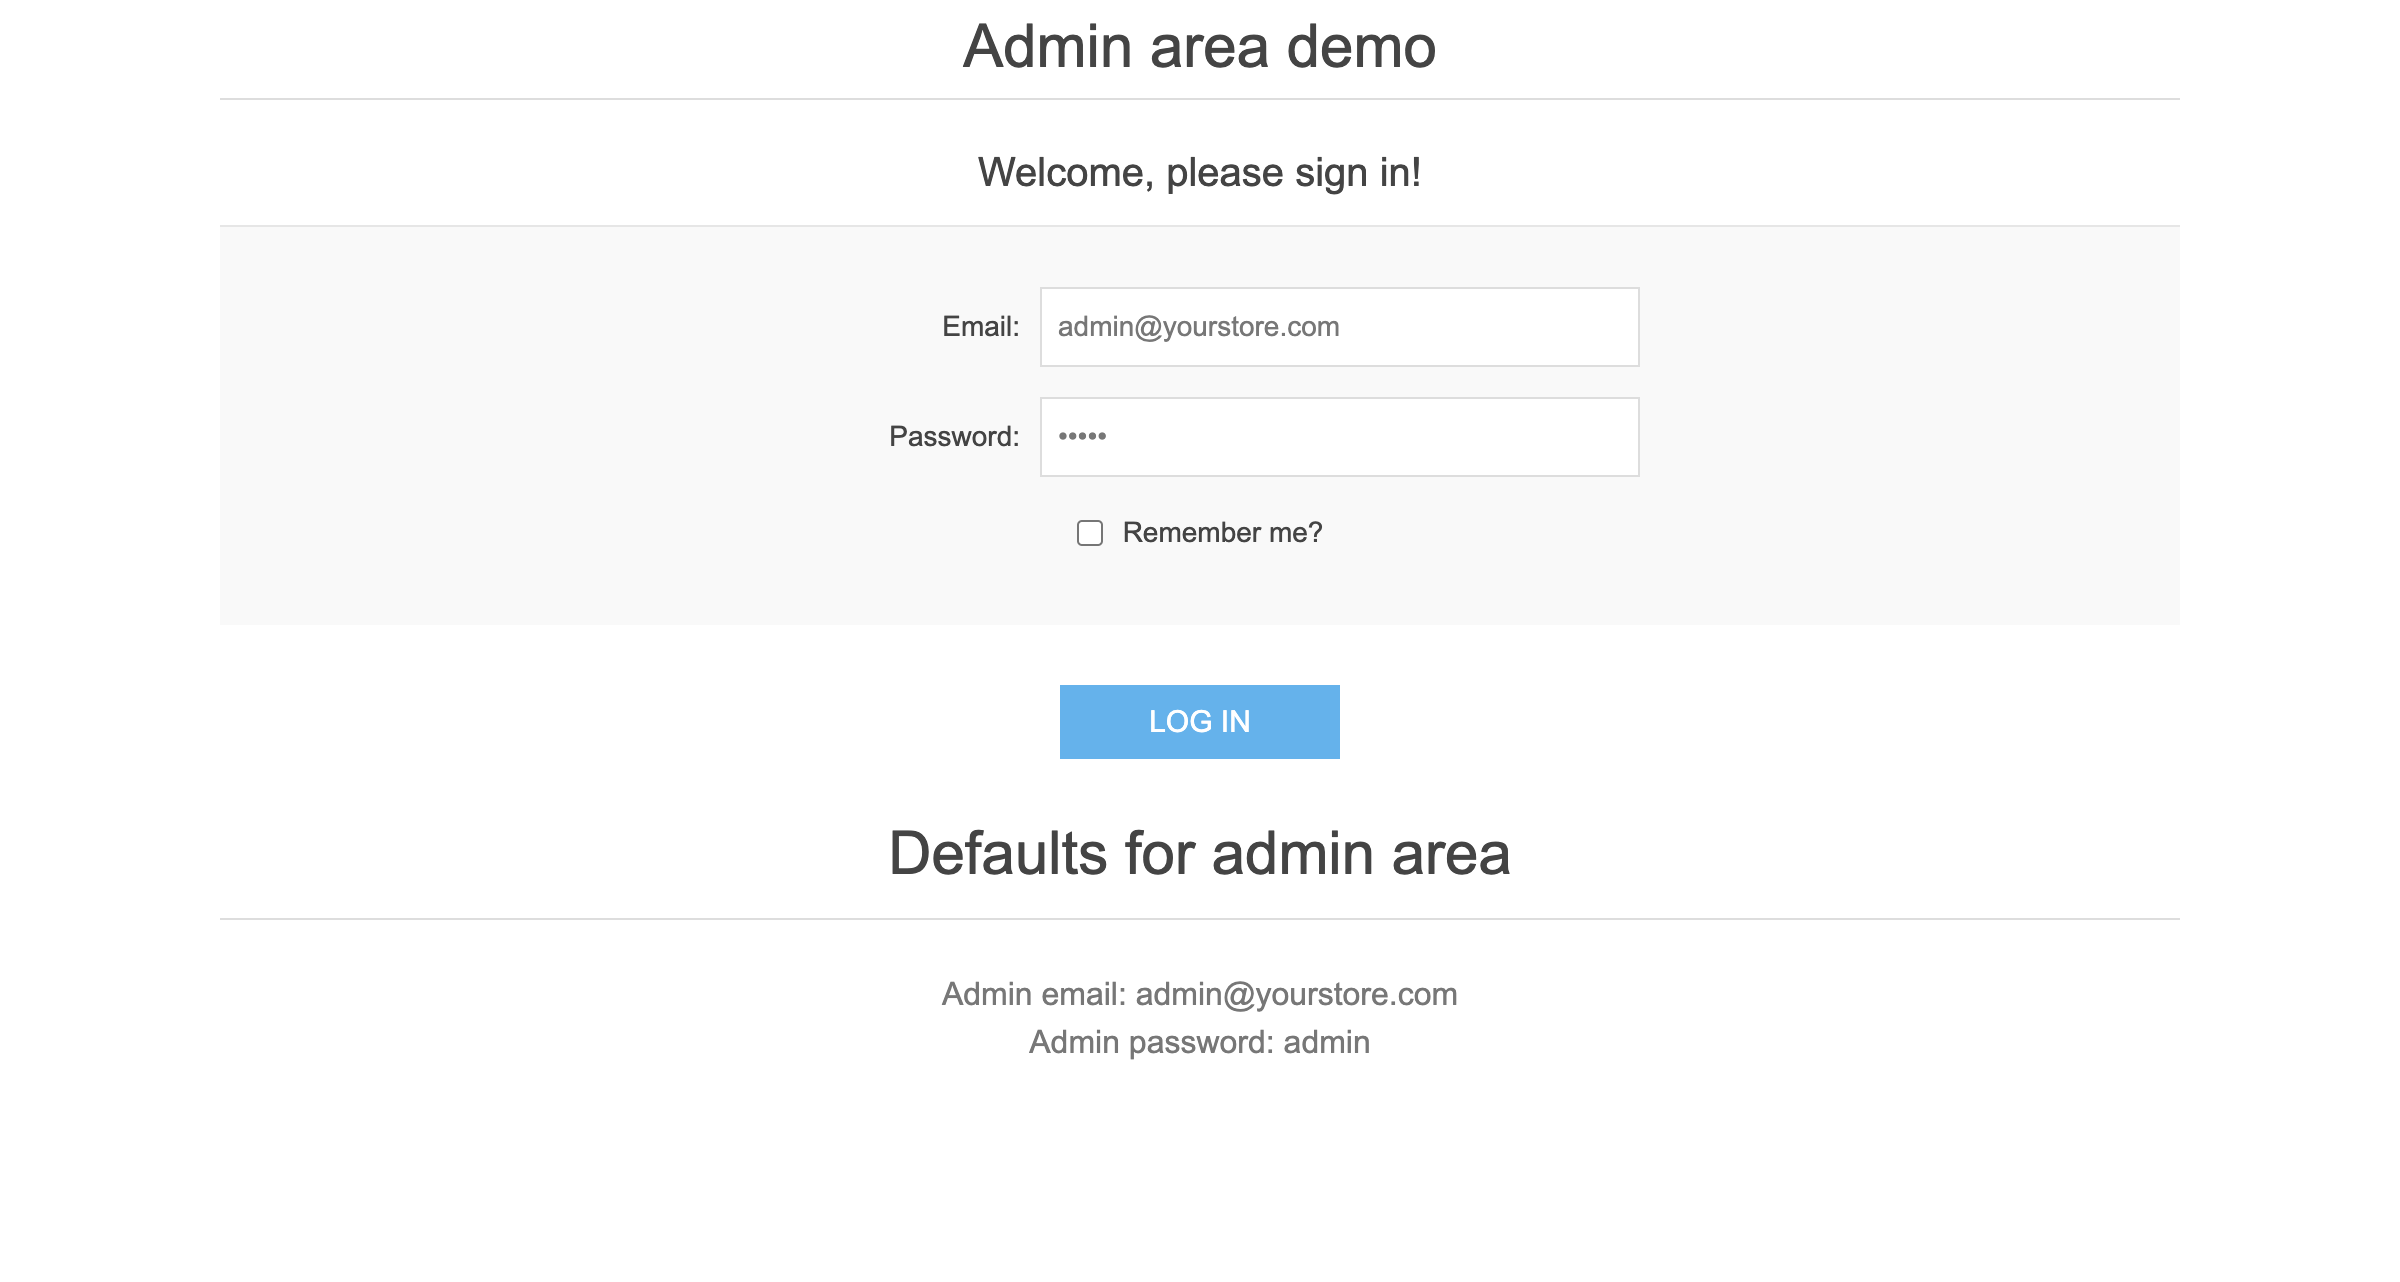 Admin area demo
Welcome, please sign in!
Email: admin@yourstore.com
Password: •••••
Remember me?
LOG IN
Defaults for admin area
Admin email: admin@yourstore.com
Admin password: admin